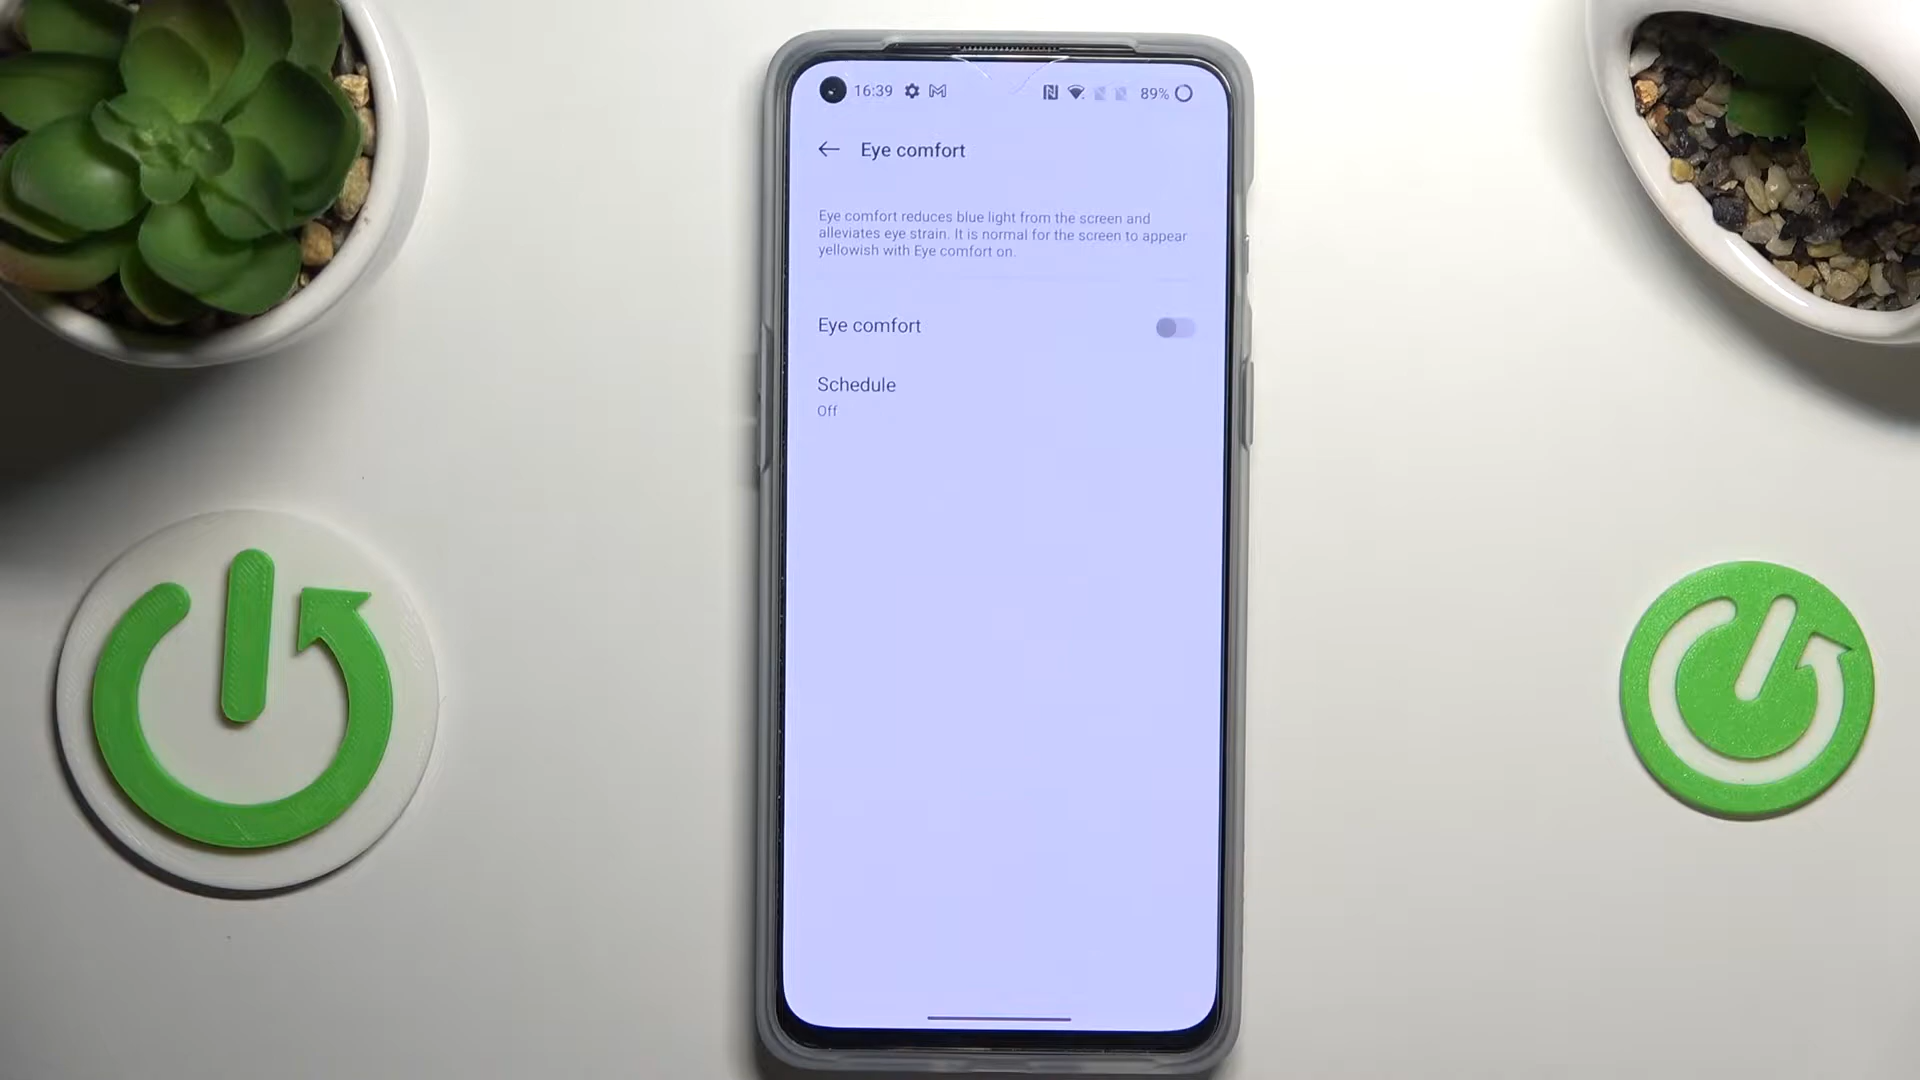 16:39
89%
Eye comfort
Eye comfort reduces blue light from the screen and
alleviates eye strain. It is normal for the screen to appear
yellowish with Eye comfort on.
Eye comfort
Schedule
Off